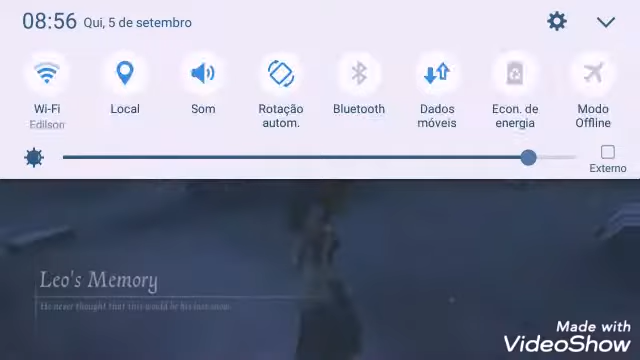 08:56 Qui, 5 de setembro
Wi-Fi Local Som Rotação autom. Bluetooth Dados móveis Econ. de energia Modo Offline
Edilson
Externo
Leo's Memory
He never thought that this would be his last snow.
Made with
VideoShow